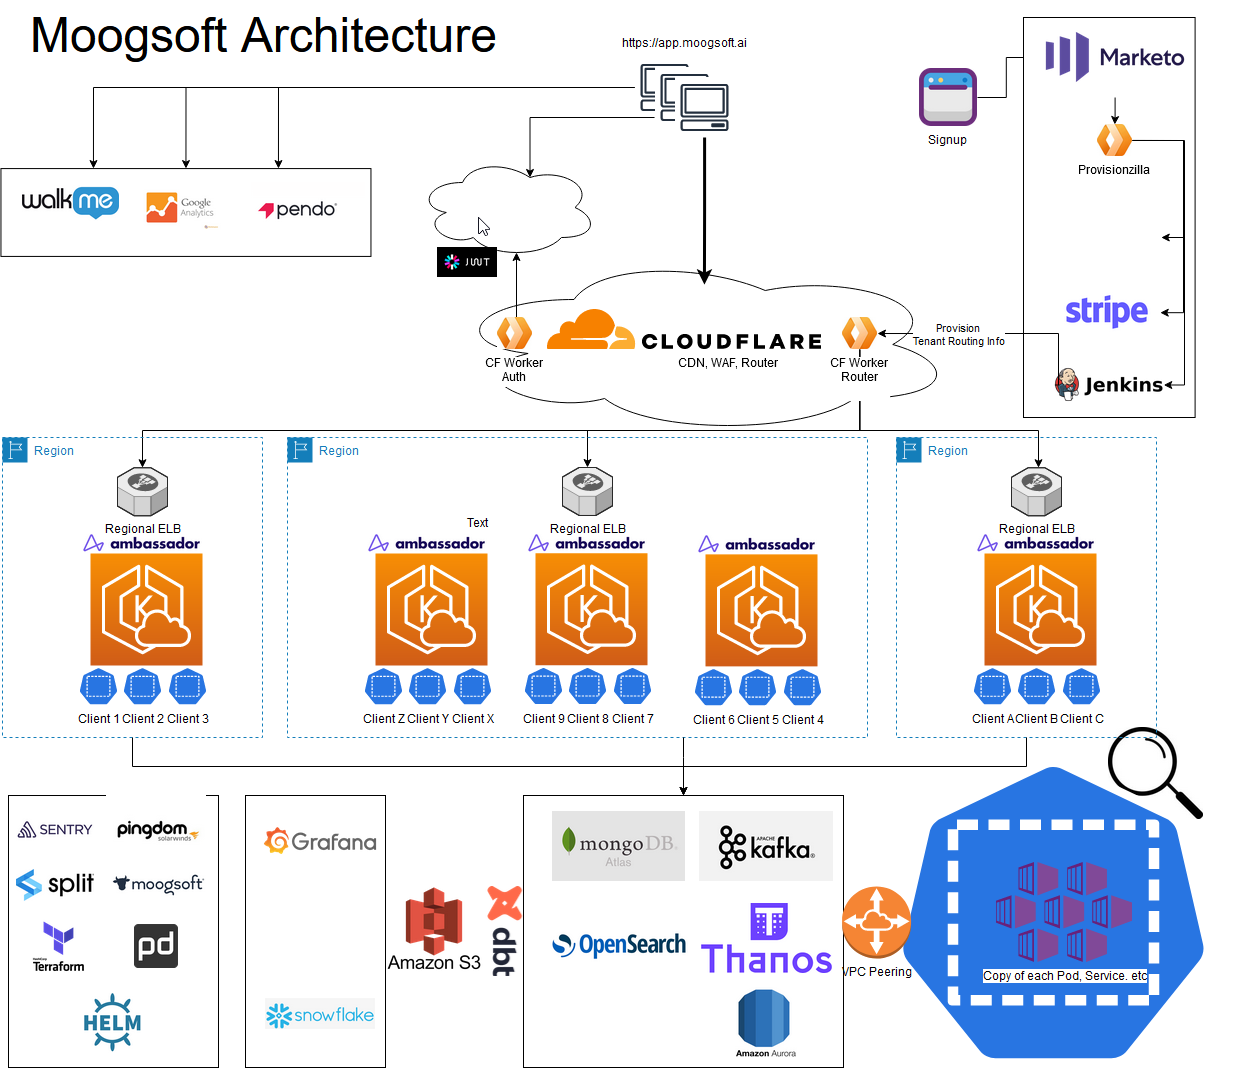 Moogsoft Architecture
https://app.moogsoft.ai
Marketo
Signup
Provisionzilla
walkme
Google
Analytics
pendo
JWT
stripe
CLOUDFLARE
CDN, WAF, Router
CF Worker
Auth
CF Worker
Router
Provision
Tenant Routing Info
Jenkins
Region
Region
Region
Regional ELB
Text
Regional ELB
Regional ELB
ambassador
ambassador
ambassador
ambassador
ambassador
K
K
K
K
K
Client 1 Client 2 Client 3
Client Z Client Y Client X
Client 9 Client 8 Client 7
Client 6 Client 5 Client 4
Client A Client B Client C
SENTRY
pingdom
solarwinds
split
moogsoft
HashiCorp
Terraform
pd
HELM
Grafana
snowflake
Amazon S3
dbt
mongoDB.
Atlas
APACHE
kafka®
OpenSearch
Thanos
Amazon Aurora
VPC Peering
Copy of each Pod, Service. etc